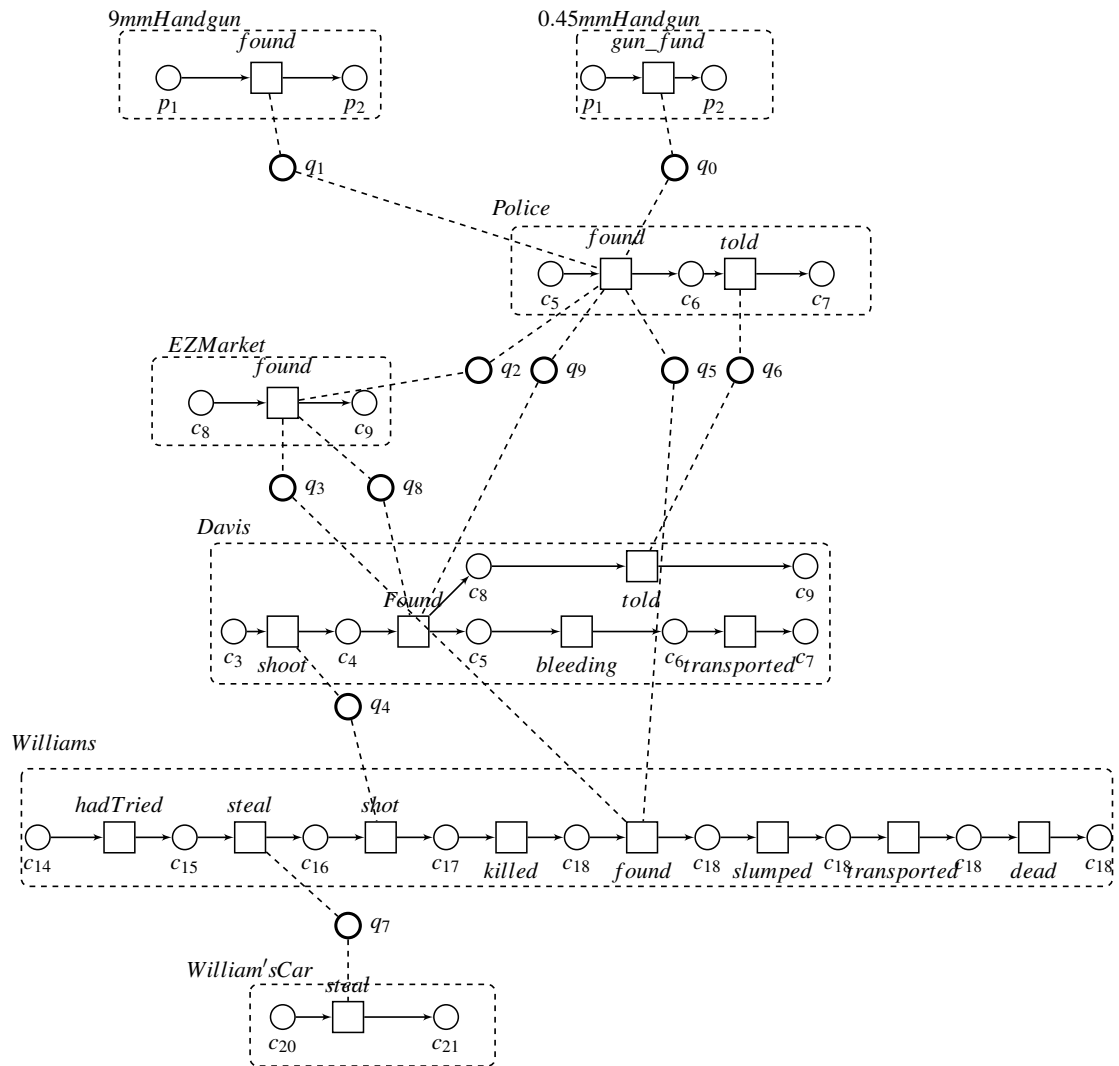 9mmHandgun 0.45mmHandgun
found gun_fund
p1 p2 p1 p2
q1 q0
Police
found told
c5 c6 c7
EZMarket
found
q2 q9 q5 q6
c8 c9
q3 q8
Davis
Found c8 told c9
c3 shoot c4 c5 bleeding c6 transported c7
q4
Williams
hadTried steal shot
c14 c15 c16 c17 killed c18 found c18 slumped c18 transported c18 dead c18
q7
William'sCar
steal
c20 c21